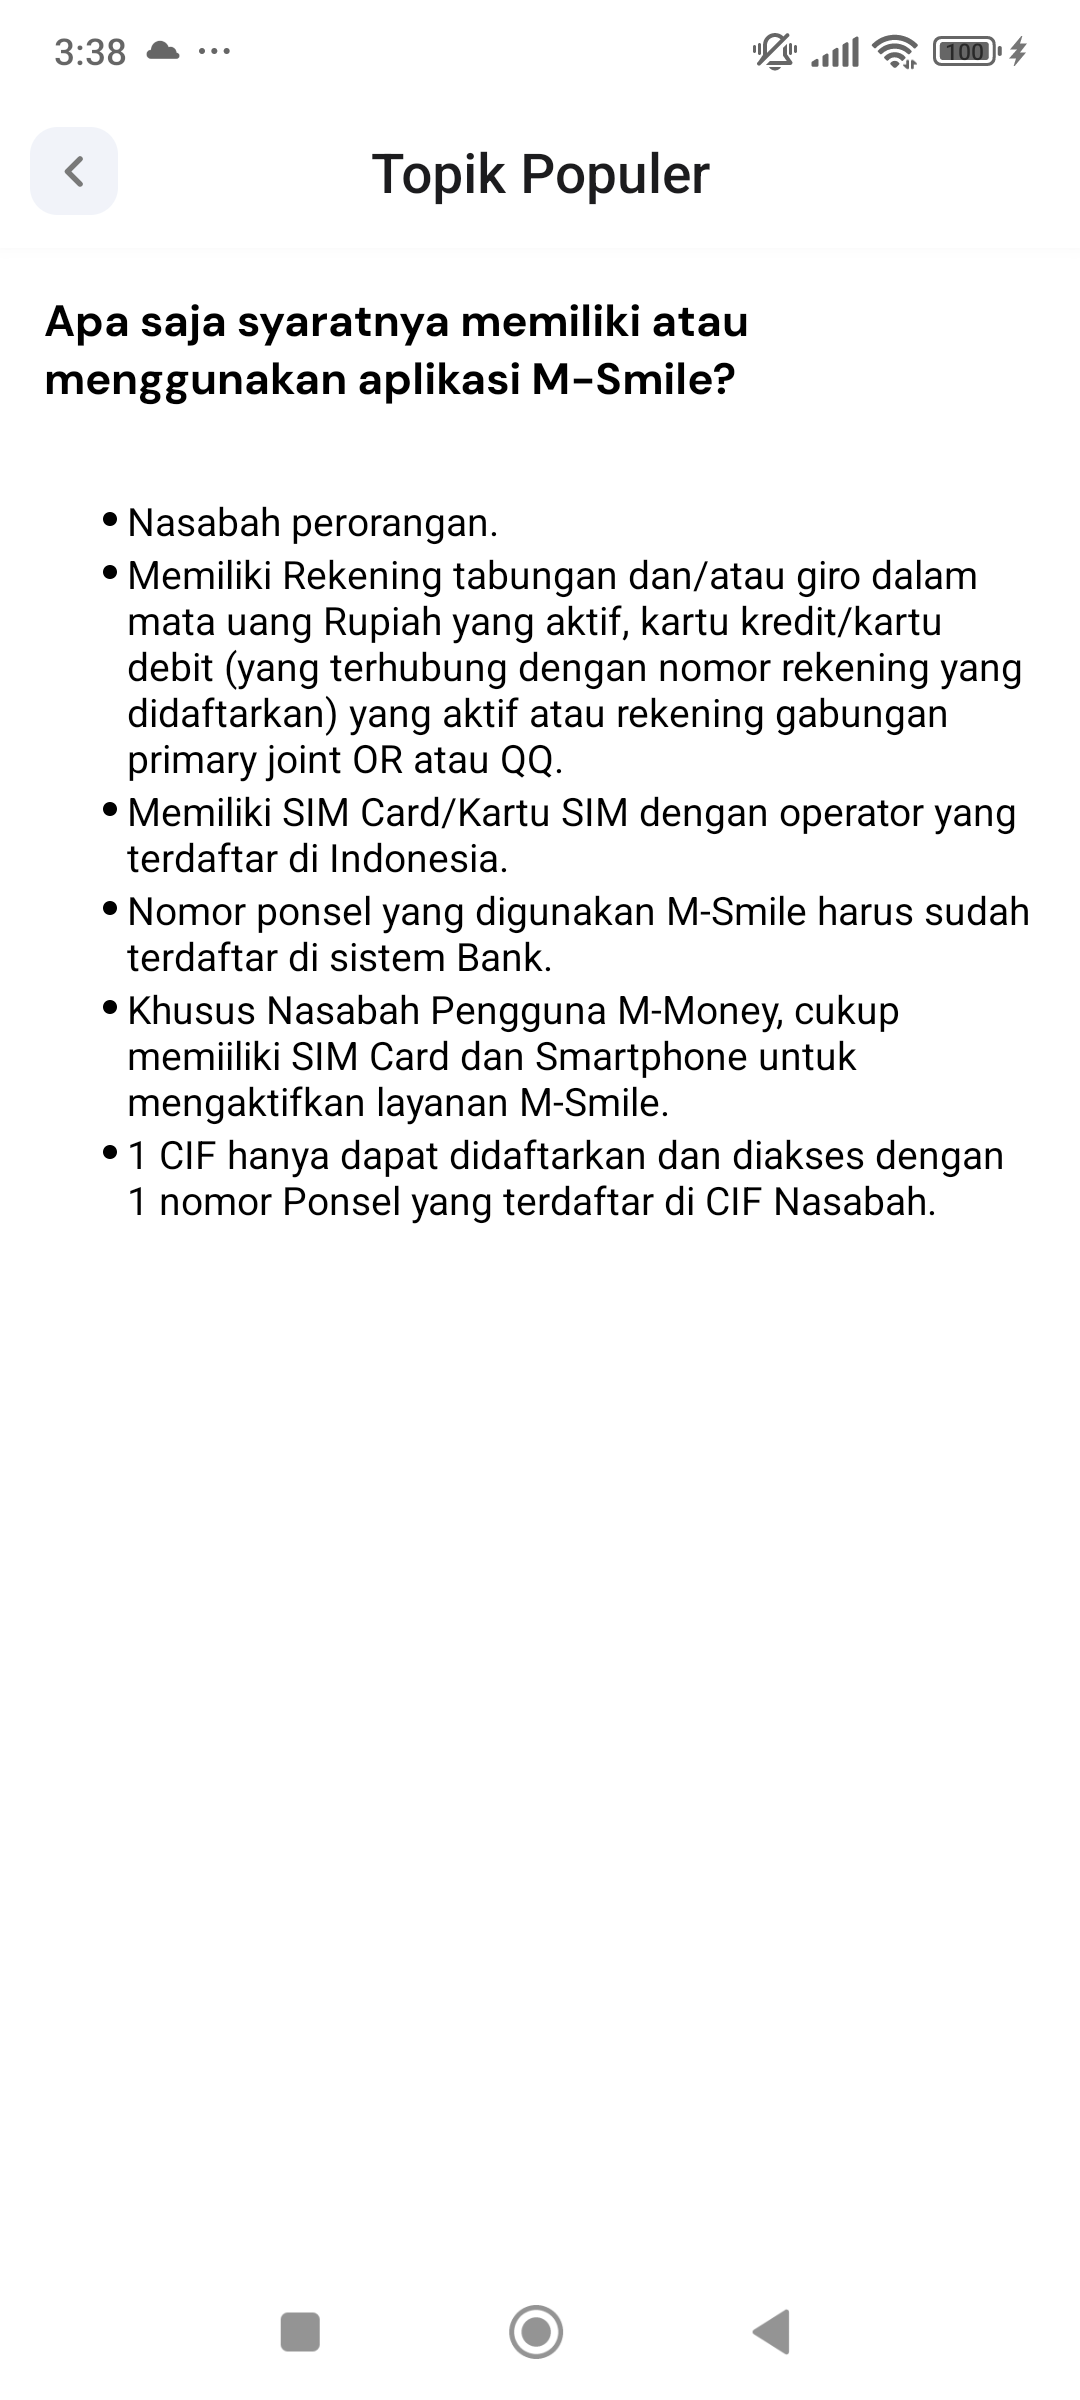 3:38
100
Topik Populer
Apa saja syaratnya memiliki atau
menggunakan aplikasi M-Smile?
• Nasabah perorangan.
• Memiliki Rekening tabungan dan/atau giro dalam
mata uang Rupiah yang aktif, kartu kredit/kartu
debit (yang terhubung dengan nomor rekening yang
didaftarkan) yang aktif atau rekening gabungan
primary joint OR atau QQ.
• Memiliki SIM Card/Kartu SIM dengan operator yang
terdaftar di Indonesia.
• Nomor ponsel yang digunakan M-Smile harus sudah
terdaftar di sistem Bank.
• Khusus Nasabah Pengguna M-Money, cukup
memiiliki SIM Card dan Smartphone untuk
mengaktifkan layanan M-Smile.
• 1 CIF hanya dapat didaftarkan dan diakses dengan
1 nomor Ponsel yang terdaftar di CIF Nasabah.